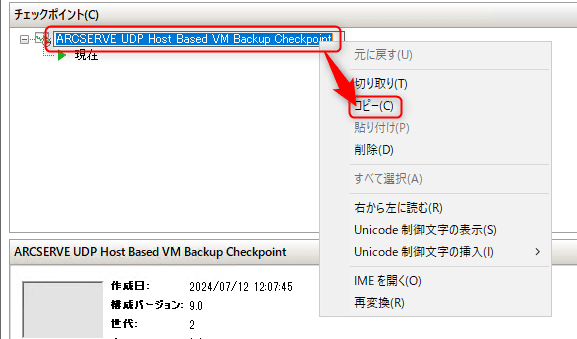 チェックポイント(C)
ARCSERVE UDP Host Based VM Backup Checkpoint
現在
元に戻す(U)
切り取り(T)
コピー(C)
貼り付け(P)
削除(D)
すべて選択(A)
右から左に読む(R)
Unicode 制御文字の表示(S)
Unicode 制御文字の挿入(I)
IME を開く(O)
再変換(R)
ARCSERVE UDP Host Based VM Backup Checkpoint
作成日: 2024/07/12 12:07:45
構成バージョン: 9.0
世代: 2